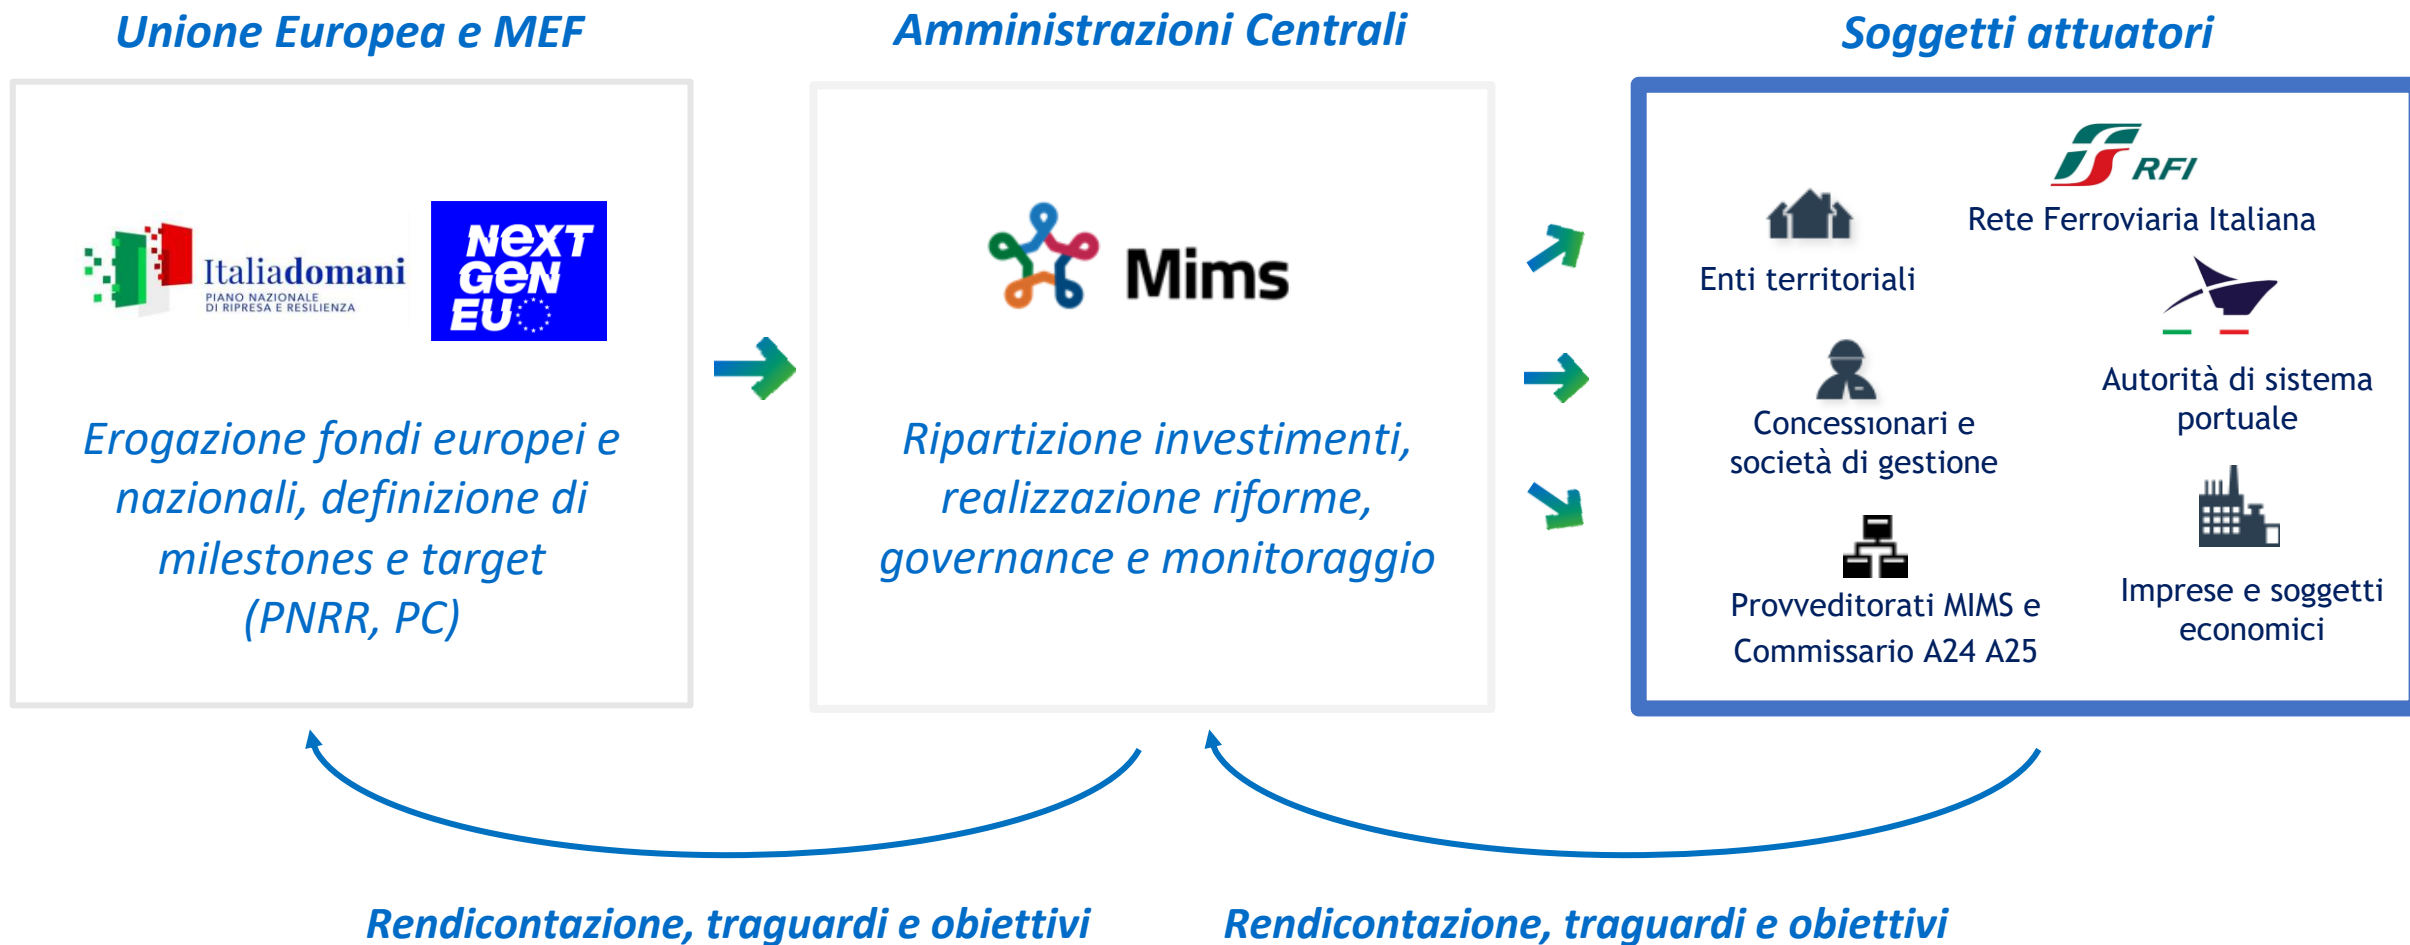 Unione Europea e MEF
Amministrazioni Centrali
Soggetti attuatori
Italiadomani
PIANO NAZIONALE
DI RIPRESA E RESILIENZA
NEXT
GEN
EU
Erogazione fondi europei e
nazionali, definizione di
milestones e target
(PNRR, PC)
Mims
Ripartizione investimenti,
realizzazione riforme,
governance e monitoraggio
RFI
Rete Ferroviaria Italiana
Enti territoriali
Autorità di sistema
portuale
Concessionari e
società di gestione
Imprese e soggetti
economici
Provveditorati MIMS e
Commissario A24 A25
Rendicontazione, traguardi e obiettivi
Rendicontazione, traguardi e obiettivi